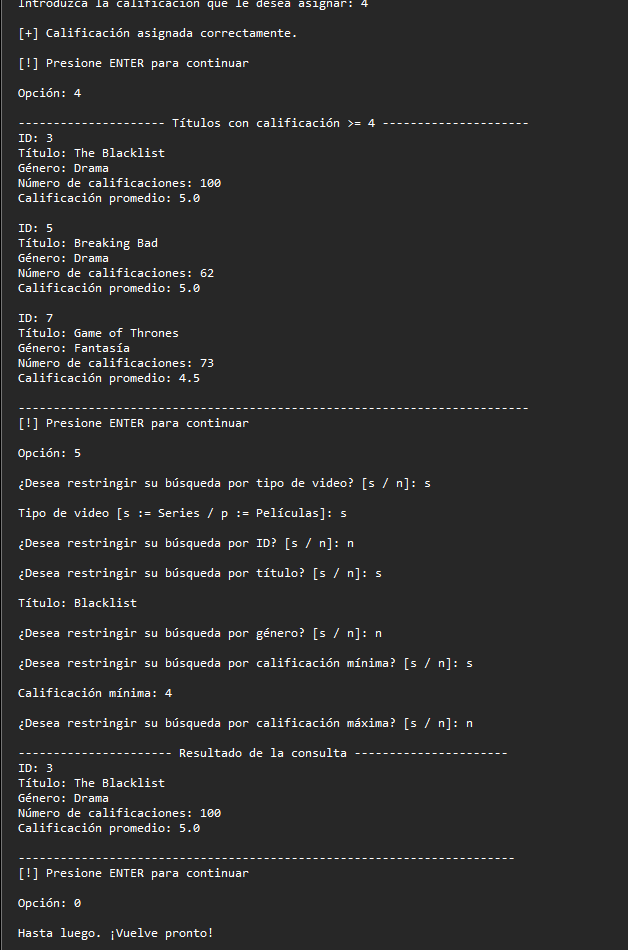 Introduzca la calificación que le desea asignar: 4
[+] Calificación asignada correctamente.
[!] Presione ENTER para continuar
Opción: 4
--------------------- Títulos con calificación >= 4 ---------------------
ID: 3
Título: The Blacklist
Género: Drama
Número de calificaciones: 100
Calificación promedio: 5.0
ID: 5
Título: Breaking Bad
Género: Drama
Número de calificaciones: 62
Calificación promedio: 5.0
ID: 7
Título: Game of Thrones
Género: Fantasía
Número de calificaciones: 73
Calificación promedio: 4.5
-------------------------------------------------------------------------
[!] Presione ENTER para continuar
Opción: 5
¿Desea restringir su búsqueda por tipo de video? [s / n]: s
Tipo de video [s := Series / p := Películas]: s
¿Desea restringir su búsqueda por ID? [s / n]: n
¿Desea restringir su búsqueda por título? [s / n]: s
Título: Blacklist
¿Desea restringir su búsqueda por género? [s / n]: n
¿Desea restringir su búsqueda por calificación mínima? [s / n]: s
Calificación mínima: 4
¿Desea restringir su búsqueda por calificación máxima? [s / n]: n
---------------------- Resultado de la consulta ----------------------
ID: 3
Título: The Blacklist
Género: Drama
Número de calificaciones: 100
Calificación promedio: 5.0
-----------------------------------------------------------------------
[!] Presione ENTER para continuar
Opción: 0
Hasta luego. ¡Vuelve pronto!